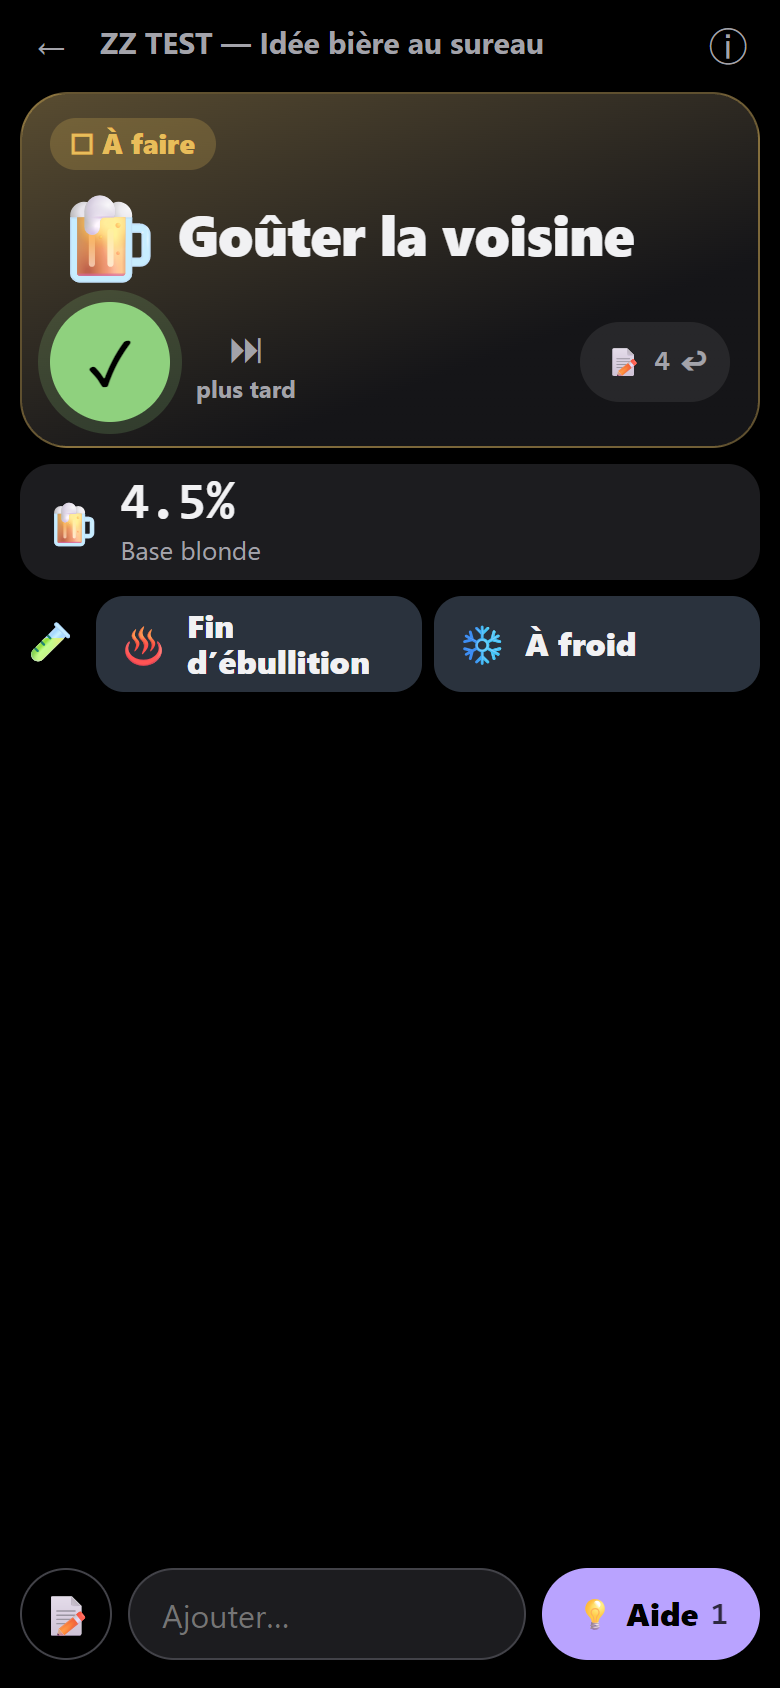 ← ZZ TEST — Idée bière au sureau ⓘ
☐ À faire
Goûter la voisine
✓
plus tard
4 ↩
4.5%
Base blonde
Fin
d’ébullition
À froid
Ajouter…
Aide 1